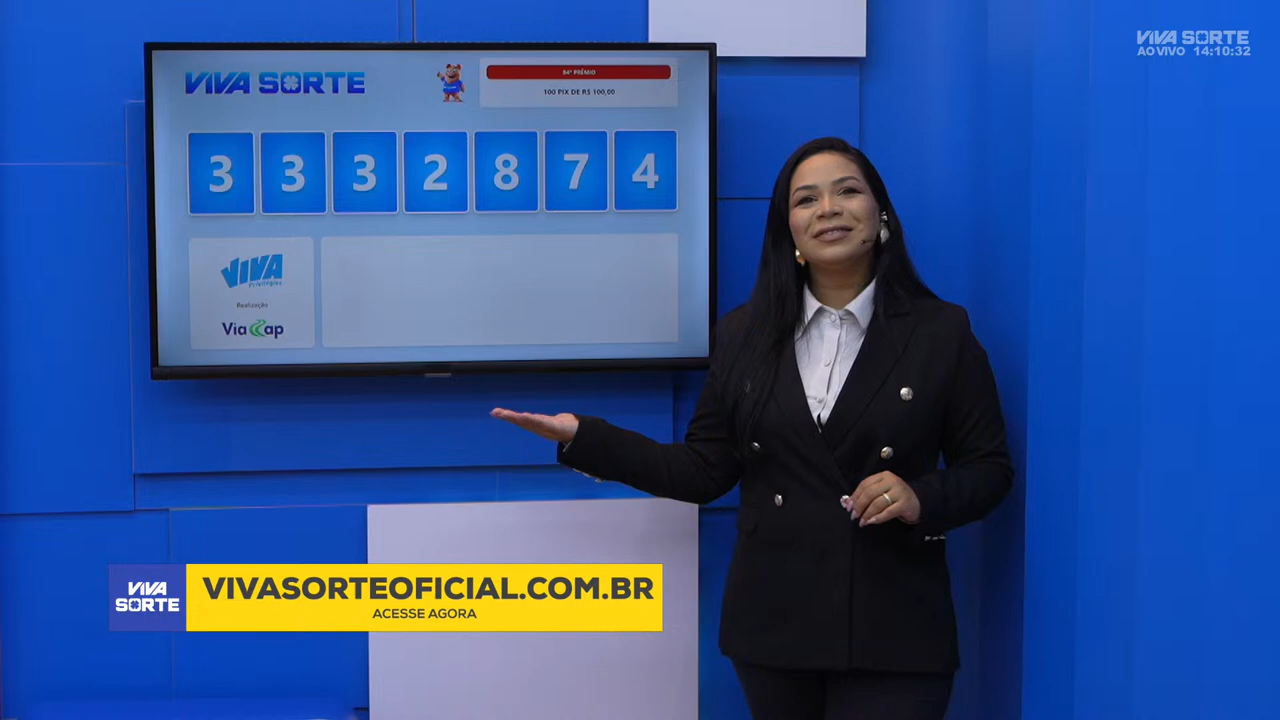 VIVA SORTE
AO VIVO 14:10:32
VIVA SORTE
84º PRÊMIO
100 PIX DE R$ 100,00
3 3 3 2 8 7 4
VIVA
Privilégios
Realização
ViaCap
VIVA
SORTE
VIVASORTEOFICIAL.COM.BR
ACESSE AGORA